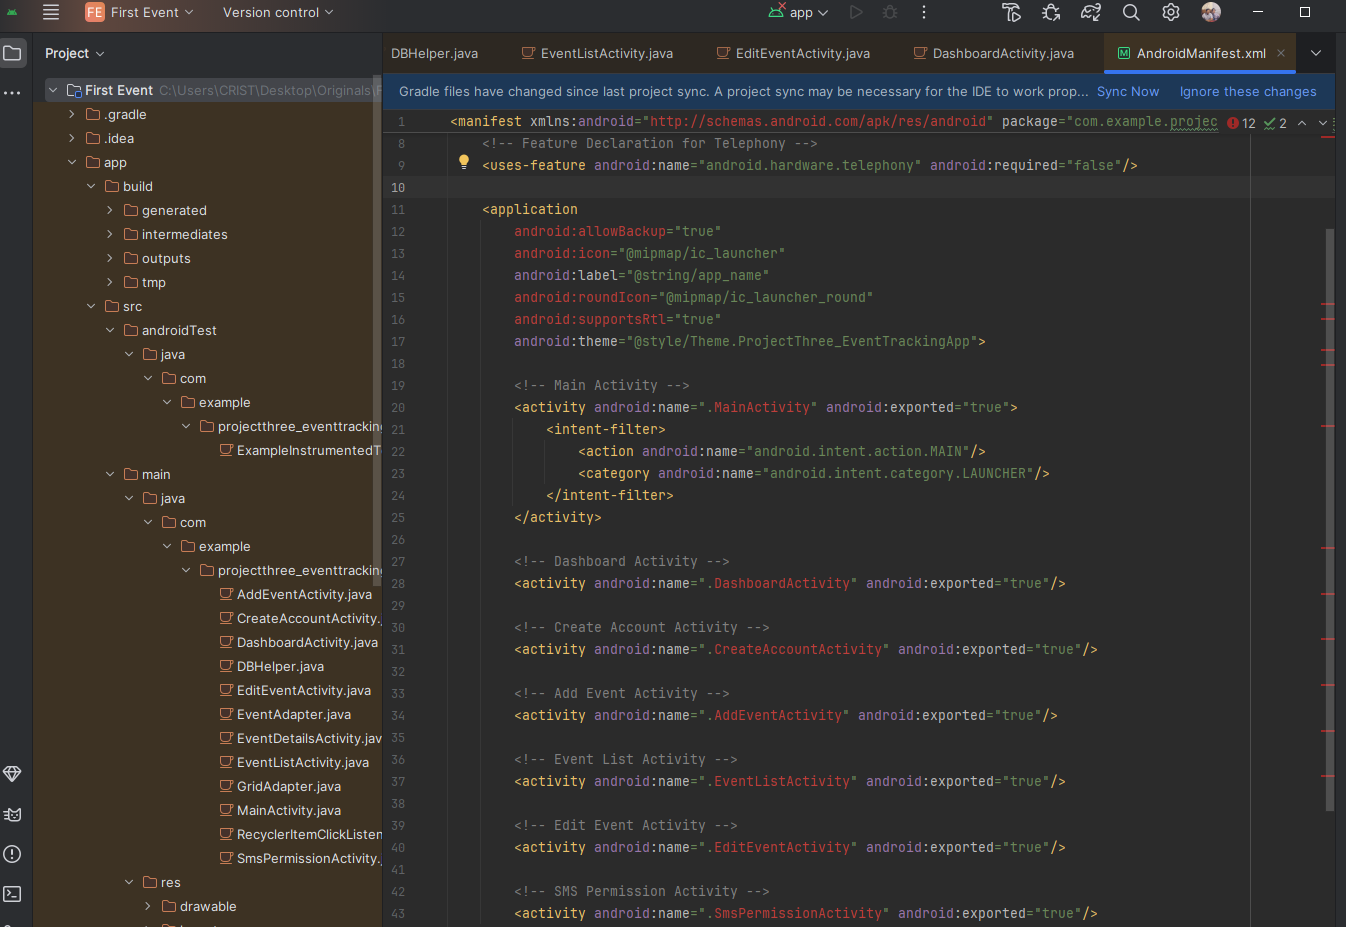 FE First Event Version control app
Project
First Event C:\Users\CRIST\Desktop\Originals\F
.gradle
.idea
app
build
generated
intermediates
outputs
tmp
src
androidTest
java
com
example
projectthree_eventtracking
ExampleInstrumentedT
main
java
com
example
projectthree_eventtracking
AddEventActivity.java
CreateAccountActivity.
DashboardActivity.java
DBHelper.java
EditEventActivity.java
EventAdapter.java
EventDetailsActivity.jav
EventListActivity.java
GridAdapter.java
MainActivity.java
RecyclerItemClickListen
SmsPermissionActivity.
res
drawable
DBHelper.java EventListActivity.java EditEventActivity.java DashboardActivity.java M AndroidManifest.xml
Gradle files have changed since last project sync. A project sync may be necessary for the IDE to work prop... Sync Now Ignore these changes
1 <manifest xmlns:android="http://schemas.android.com/apk/res/android" package="com.example.projec 12 2
8 <!-- Feature Declaration for Telephony -->
9 <uses-feature android:name="android.hardware.telephony" android:required="false"/>
10
11 <application
12 android:allowBackup="true"
13 android:icon="@mipmap/ic_launcher"
14 android:label="@string/app_name"
15 android:roundIcon="@mipmap/ic_launcher_round"
16 android:supportsRtl="true"
17 android:theme="@style/Theme.ProjectThree_EventTrackingApp">
18
19 <!-- Main Activity -->
20 <activity android:name=".MainActivity" android:exported="true">
21 <intent-filter>
22 <action android:name="android.intent.action.MAIN"/>
23 <category android:name="android.intent.category.LAUNCHER"/>
24 </intent-filter>
25 </activity>
26
27 <!-- Dashboard Activity -->
28 <activity android:name=".DashboardActivity" android:exported="true"/>
29
30 <!-- Create Account Activity -->
31 <activity android:name=".CreateAccountActivity" android:exported="true"/>
32
33 <!-- Add Event Activity -->
34 <activity android:name=".AddEventActivity" android:exported="true"/>
35
36 <!-- Event List Activity -->
37 <activity android:name=".EventListActivity" android:exported="true"/>
38
39 <!-- Edit Event Activity -->
40 <activity android:name=".EditEventActivity" android:exported="true"/>
41
42 <!-- SMS Permission Activity -->
43 <activity android:name=".SmsPermissionActivity" android:exported="true"/>